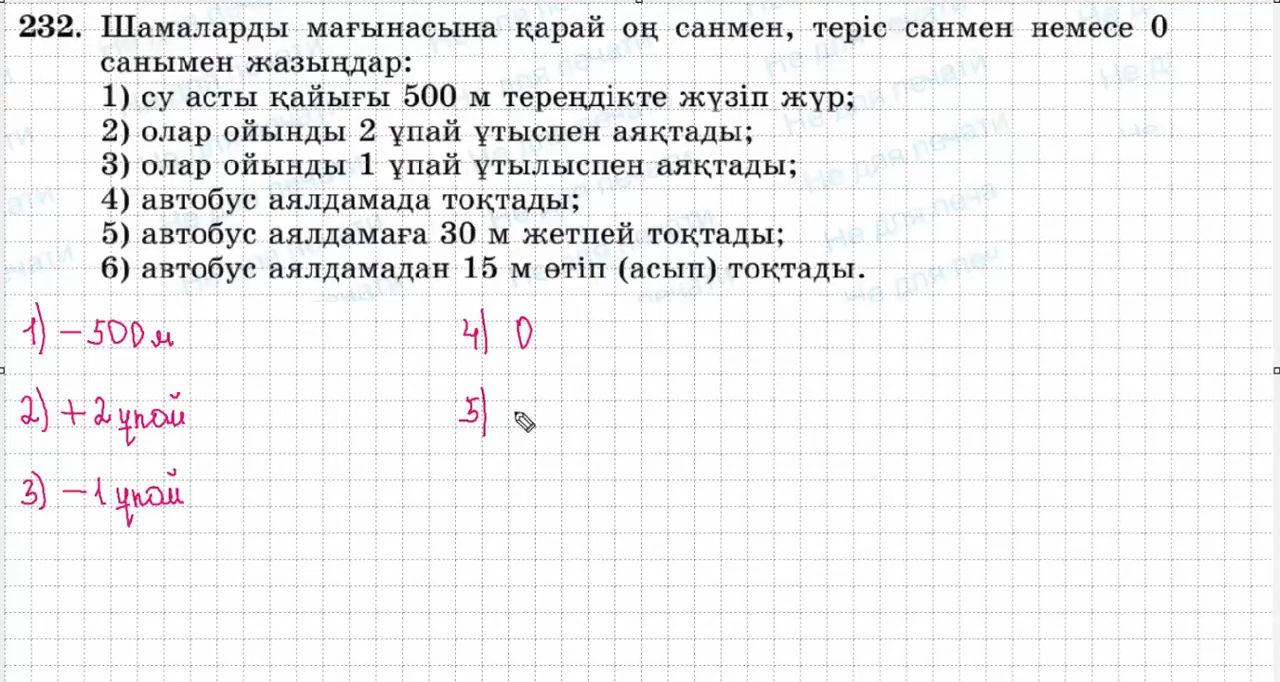 232. Шамаларды мағынасына қарай оң санмен, теріс санмен немесе 0
санымен жазыңдар:
1) су асты қайығы 500 м тереңдікте жүзіп жүр;
2) олар ойынды 2 ұпай ұтыспен аяқтады;
3) олар ойынды 1 ұпай ұтылыспен аяқтады;
4) автобус аялдамада тоқтады;
5) автобус аялдамаға 30 м жетпей тоқтады;
6) автобус аялдамадан 15 м өтіп (асып) тоқтады.
1) – 500 м
2) + 2 ұпай
3) – 1 ұпай
4) 0
5)
Не для печати